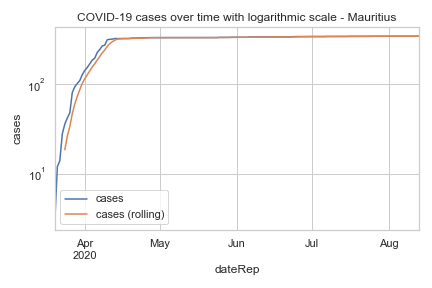 COVID-19 cases over time with logarithmic scale - Mauritius
cases
10²
10¹
cases
cases (rolling)
Apr
2020
May
Jun
Jul
Aug
dateRep